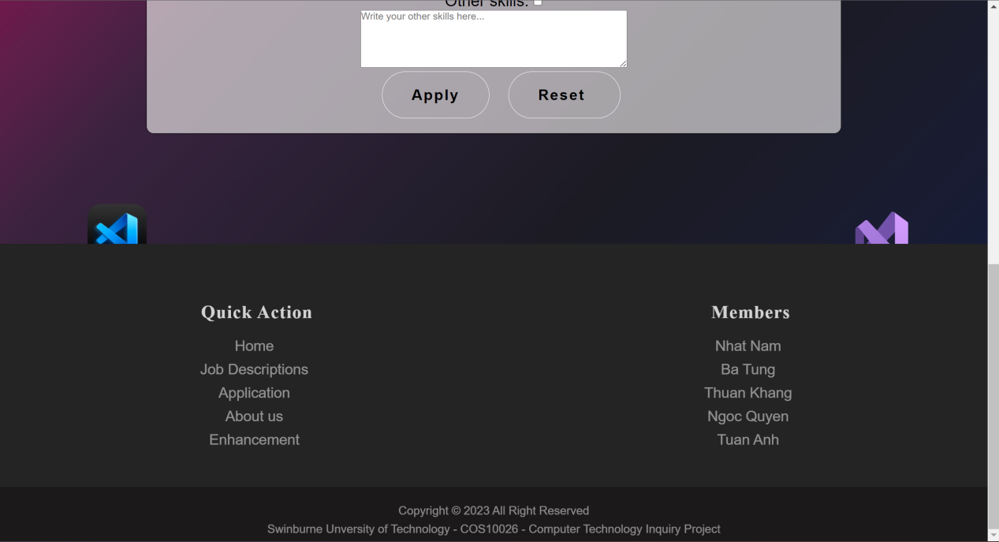 Other skills:
Write your other skills here...
Apply
Reset
Quick Action
Home
Job Descriptions
Application
About us
Enhancement
Members
Nhat Nam
Ba Tung
Thuan Khang
Ngoc Quyen
Tuan Anh
Copyright © 2023 All Right Reserved
Swinburne Unversity of Technology - COS10026 - Computer Technology Inquiry Project